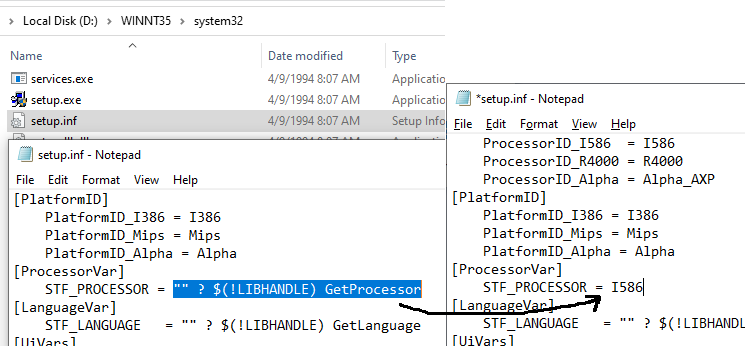 Local Disk (D:) > WINNT35 > system32
Name Date modified Type
services.exe 4/9/1994 8:07 AM Applicatio
setup.exe 4/9/1994 8:07 AM Applicatio
setup.inf 4/9/1994 8:07 AM Setup Info
setup.inf - Notepad
File Edit Format View Help
[PlatformID]
PlatformID_I386 = I386
PlatformID_Mips = Mips
PlatformID_Alpha = Alpha
[ProcessorVar]
STF_PROCESSOR = "" ? $(!LIBHANDLE) GetProcessor
[LanguageVar]
STF_LANGUAGE = "" ? $(!LIBHANDLE) GetLanguage
[UiVars]
*setup.inf - Notepad
File Edit Format View Help
ProcessorID_I586 = I586
ProcessorID_R4000 = R4000
ProcessorID_Alpha = Alpha_AXP
[PlatformID]
PlatformID_I386 = I386
PlatformID_Mips = Mips
PlatformID_Alpha = Alpha
[ProcessorVar]
STF_PROCESSOR = I586
[LanguageVar]
STF_LANGUAGE = "" ? $(!LIBH
[UiVars]